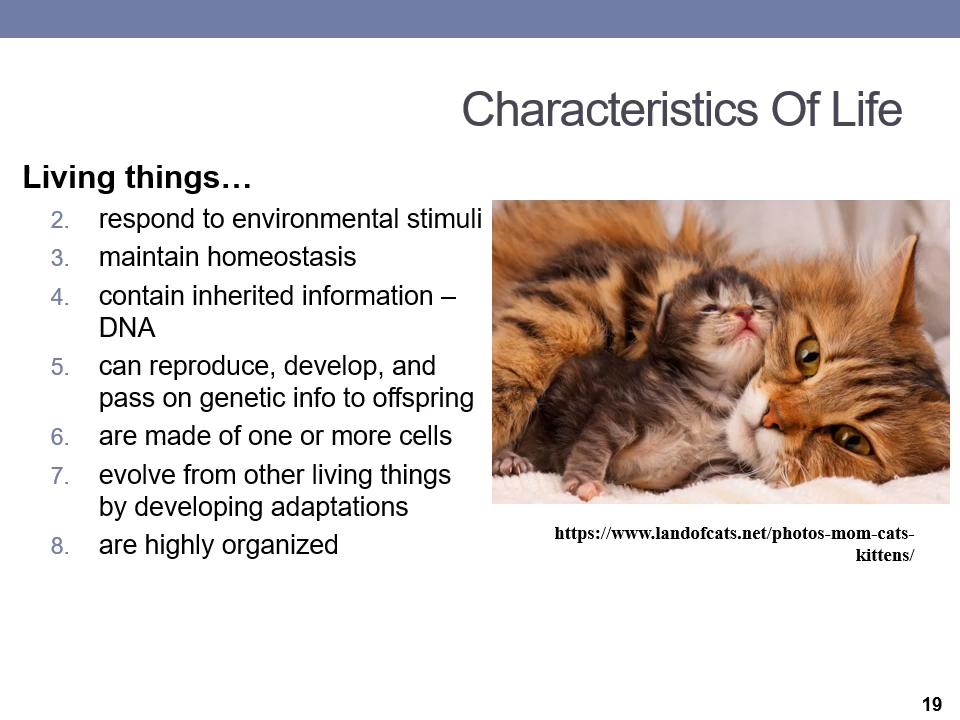 Characteristics Of Life
Living things…
2. respond to environmental stimuli
3. maintain homeostasis
4. contain inherited information –
DNA
5. can reproduce, develop, and
pass on genetic info to offspring
6. are made of one or more cells
7. evolve from other living things
by developing adaptations
8. are highly organized
https://www.landofcats.net/photos-mom-cats-
kittens/
19